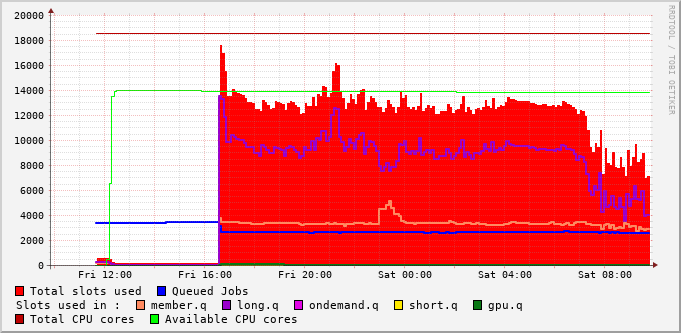 20000
18000
16000
14000
12000
10000
8000
6000
4000
2000
0
Fri 12:00 Fri 16:00 Fri 20:00 Sat 00:00 Sat 04:00 Sat 08:00
Total slots used Queued Jobs
Slots used in : member.q long.q ondemand.q short.q gpu.q
Total CPU cores Available CPU cores
RRDTOOL / TOBI OETIKER